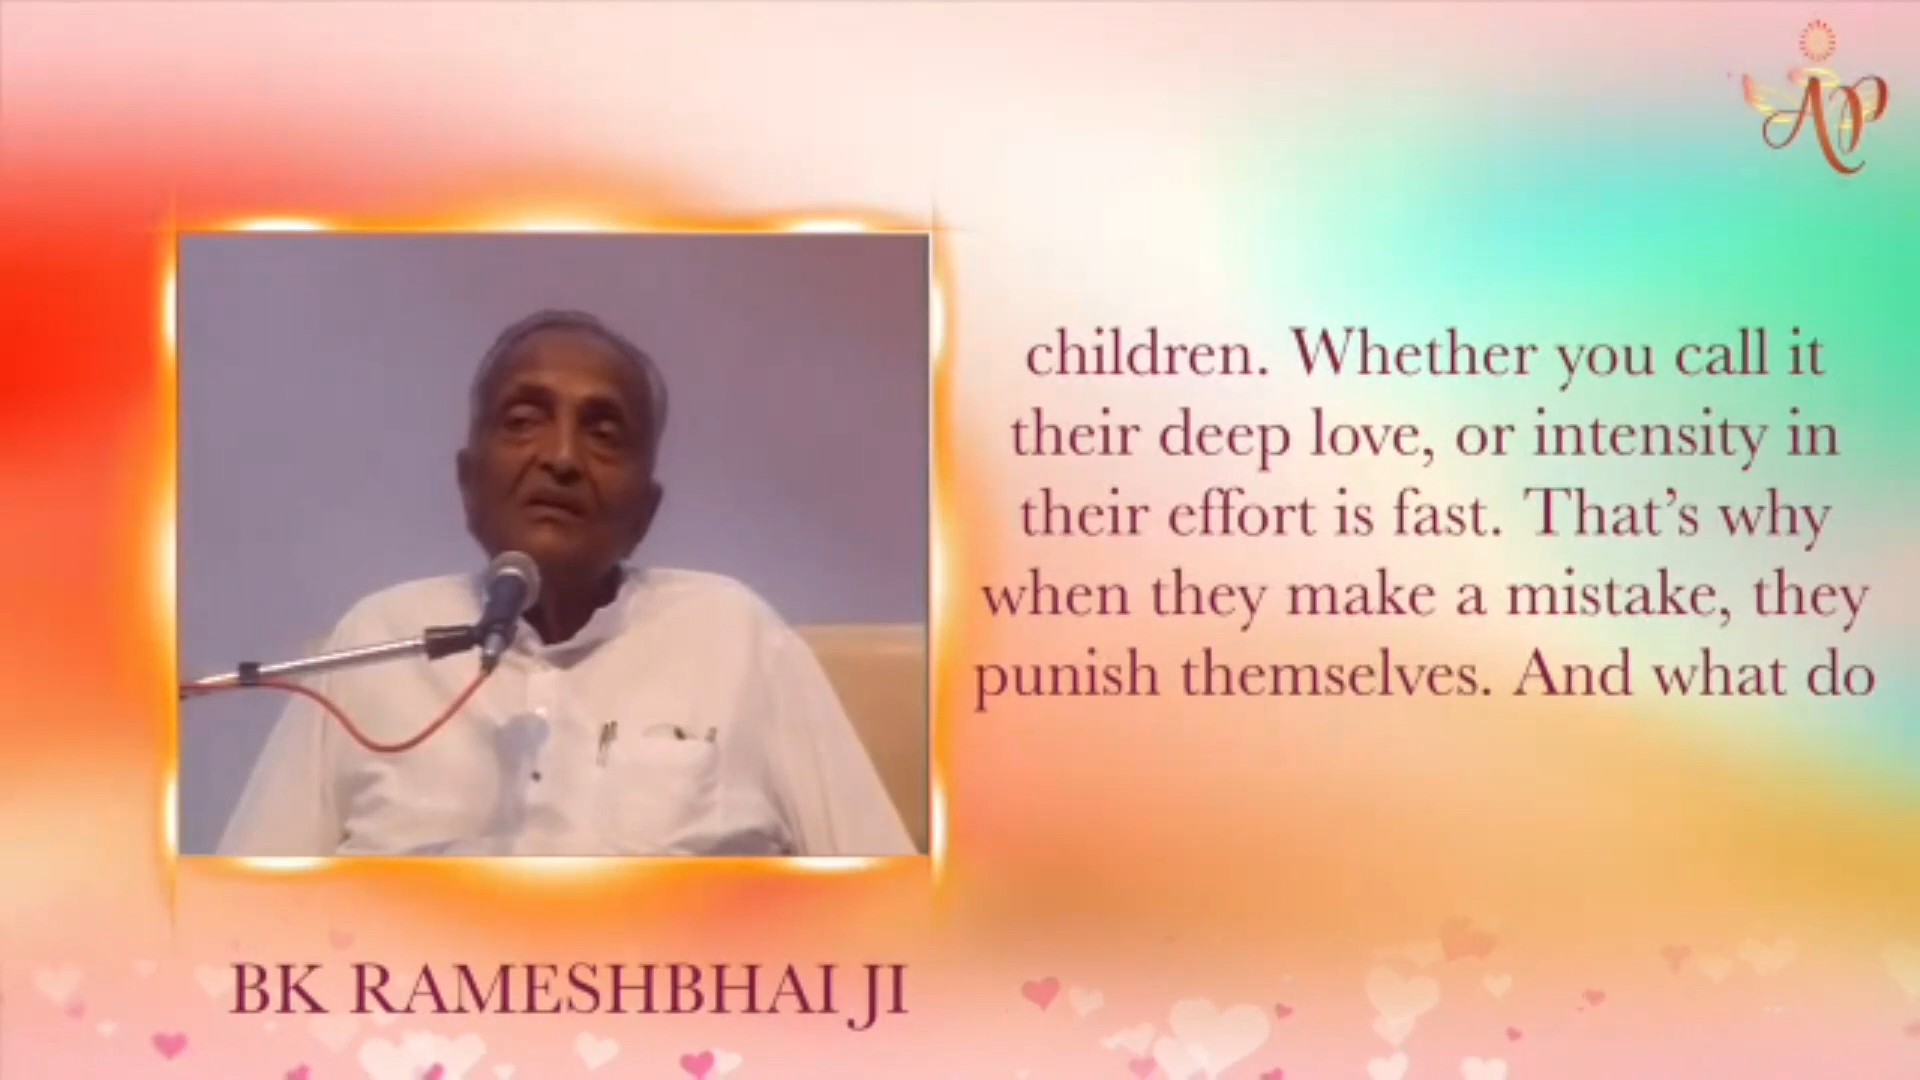 AP
children. Whether you call it
their deep love, or intensity in
their effort is fast. That’s why
when they make a mistake, they
punish themselves. And what do
BK RAMESHBHAI JI